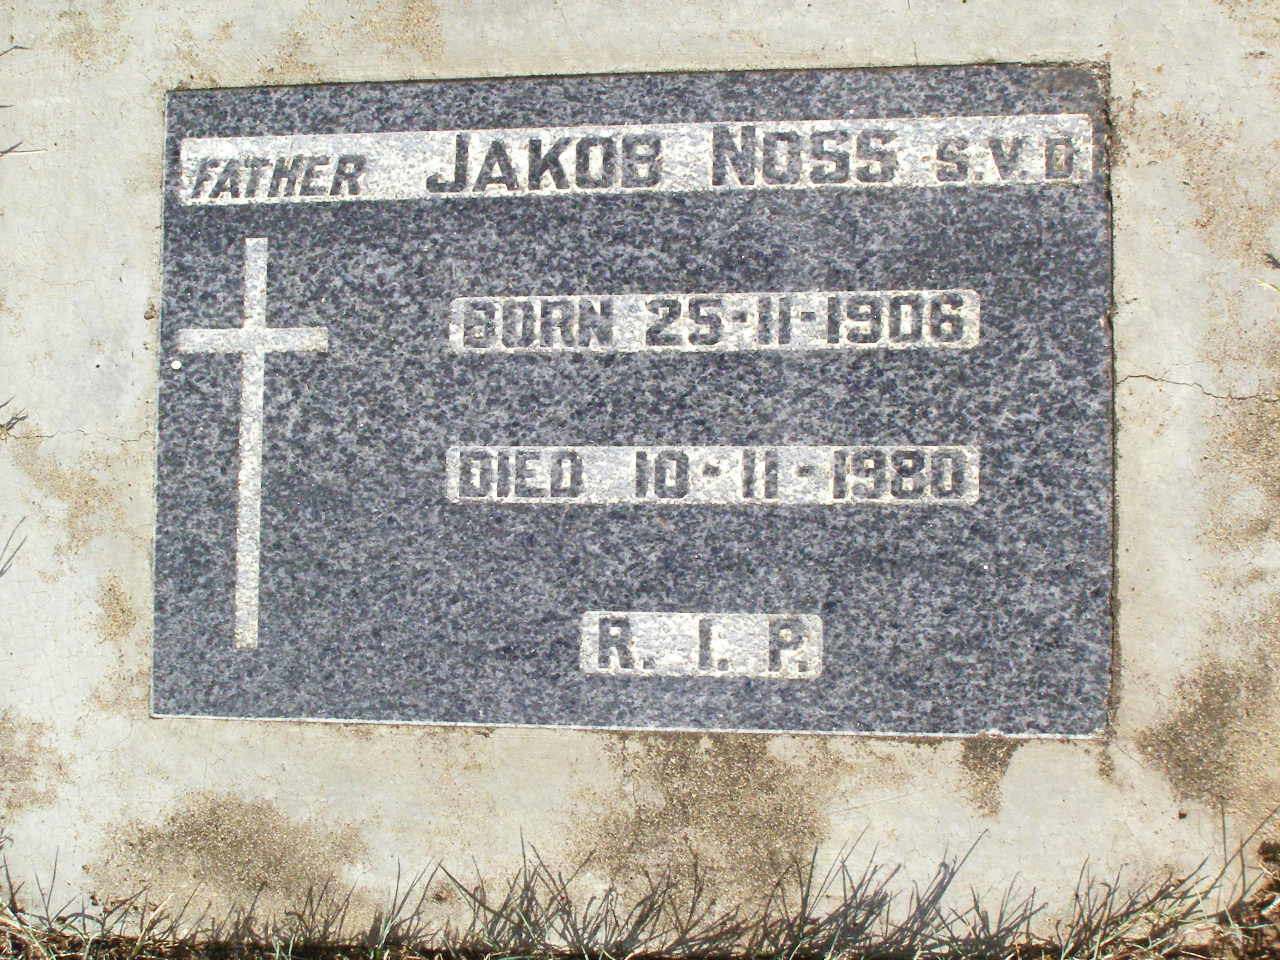 FATHER JAKOB NOSS S.V.D.
BORN 25-11-1906
DIED 10-11-1980
R. I. P.